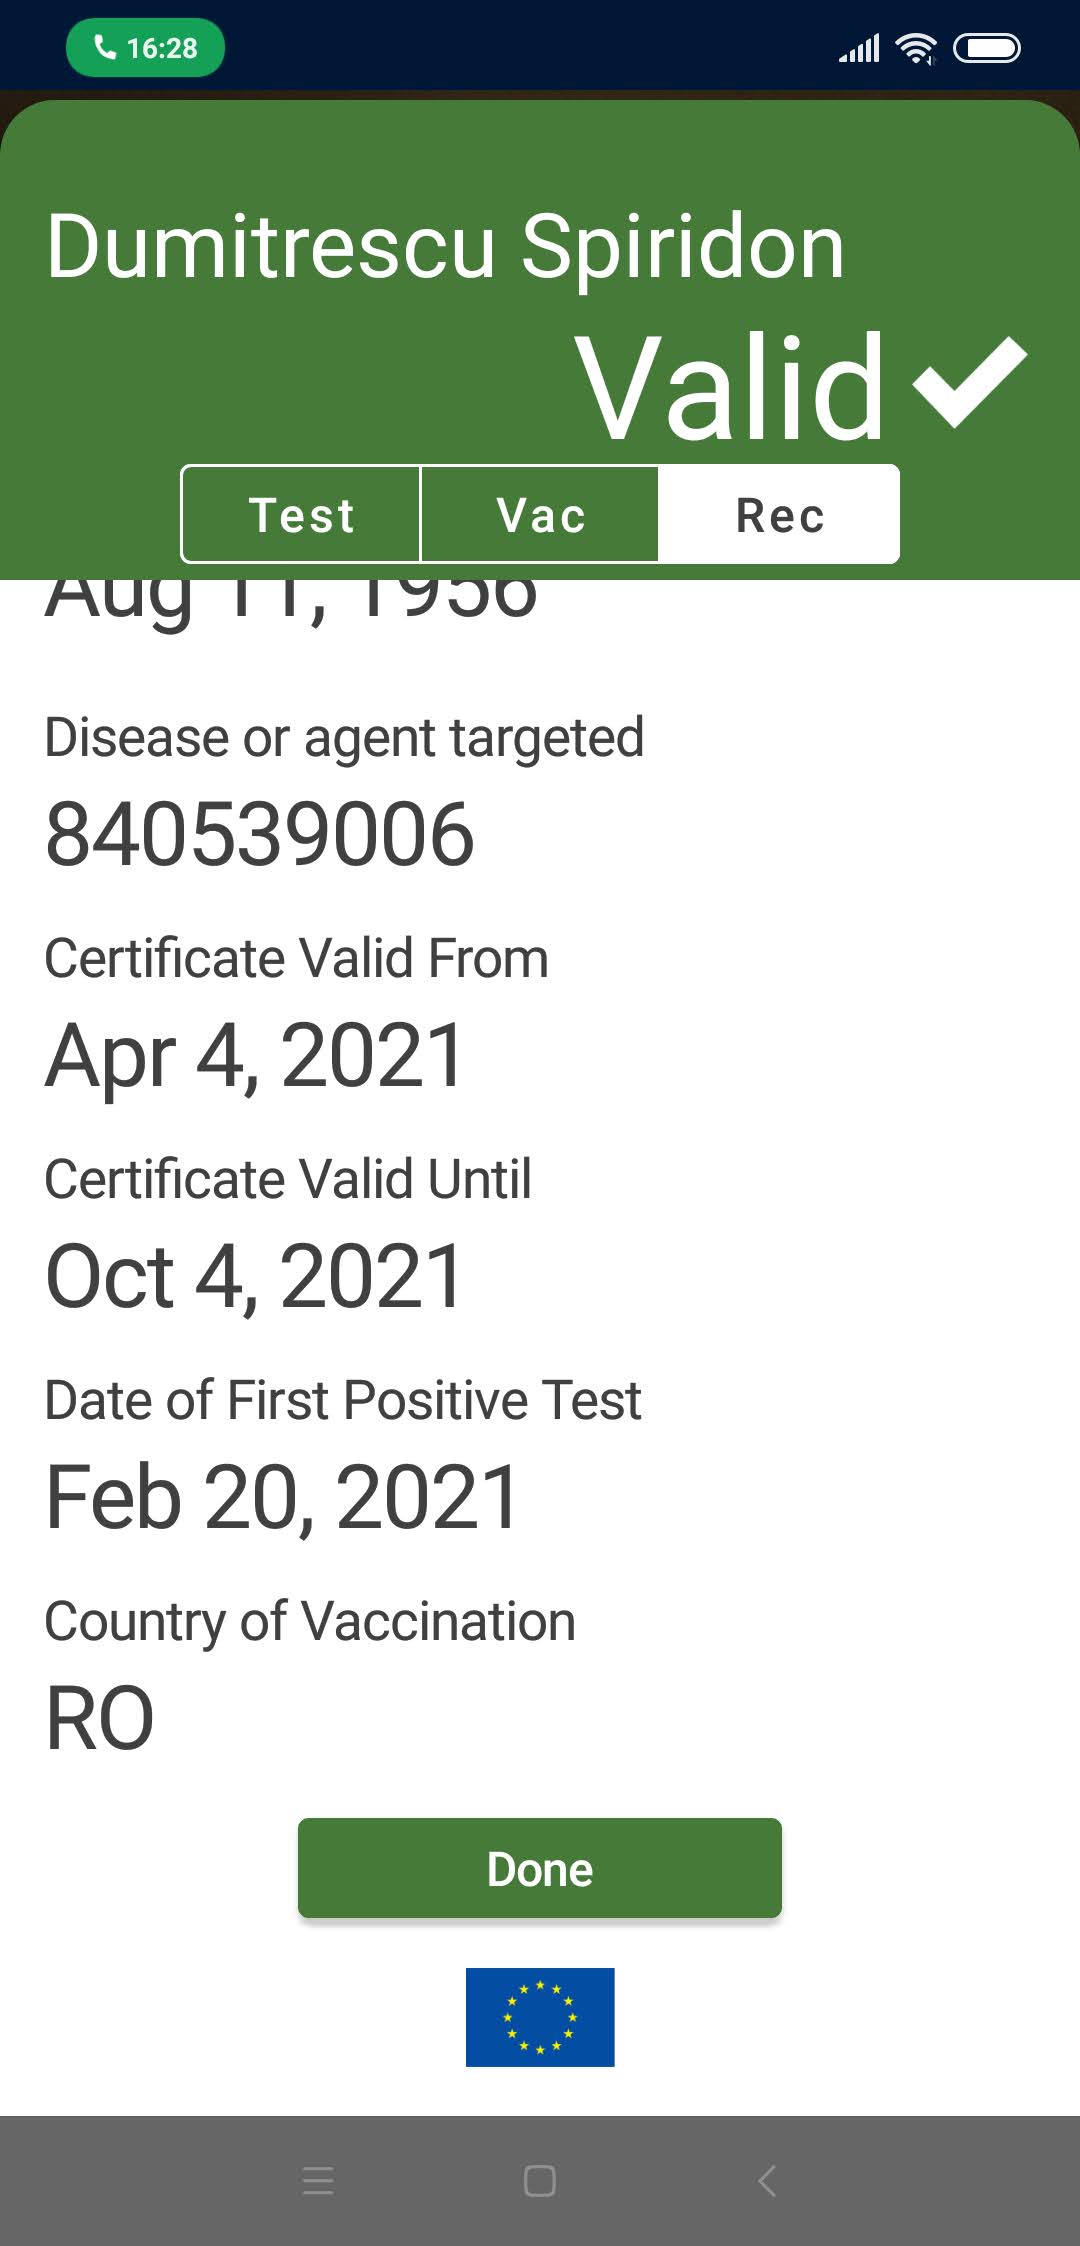 16:28
Dumitrescu Spiridon
Valid
Test Vac Rec
Aug 11, 1956
Disease or agent targeted
840539006
Certificate Valid From
Apr 4, 2021
Certificate Valid Until
Oct 4, 2021
Date of First Positive Test
Feb 20, 2021
Country of Vaccination
RO
Done